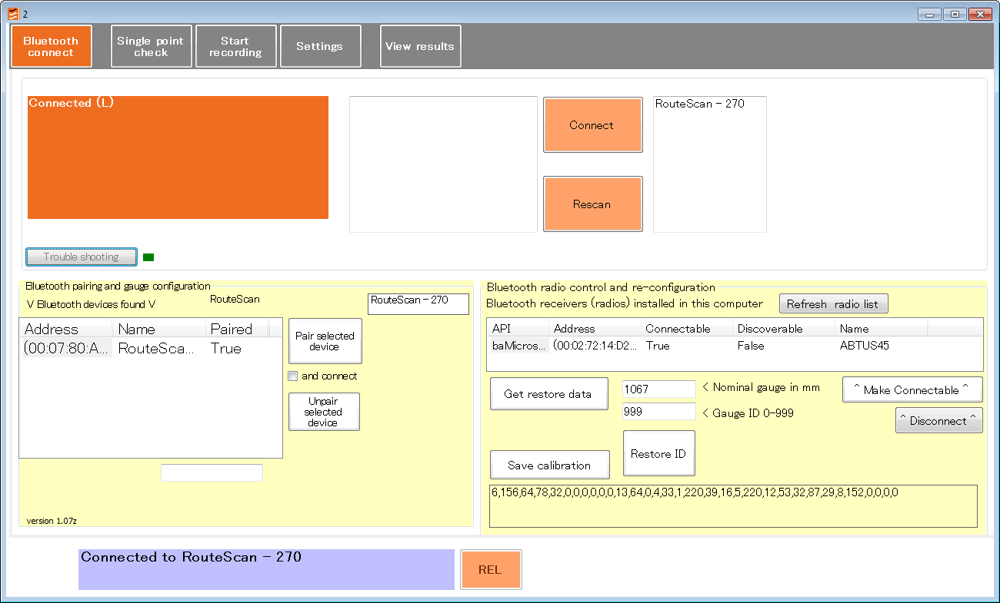 2
Bluetooth
connect
Single point
check
Start
recording
Settings
View results
Connected (L)
Connect
Rescan
RouteScan - 270
Trouble shooting
Bluetooth pairing and gauge configuration
V Bluetooth devices found V
RouteScan
RouteScan - 270
Address Name Paired
(00:07:80:A... RouteSca... True
Pair selected
device
and connect
Unpair
selected
device
version 1.07z
Bluetooth radio control and re-configuration
Bluetooth receivers (radios) installed in this computer
Refresh radio list
API Address Connectable Discoverable Name
baMicros... (00:02:72:14:D2... True False ABTUS45
Get restore data
1067 < Nominal gauge in mm
^ Make Connectable ^
999 < Gauge ID 0-999
^ Disconnect ^
Save calibration
Restore ID
6,156,64,78,32,0,0,0,0,0,0,13,64,0,4,33,1,220,39,16,5,220,12,53,32,87,29,8,152,0,0,0,0
Connected to RouteScan - 270
REL